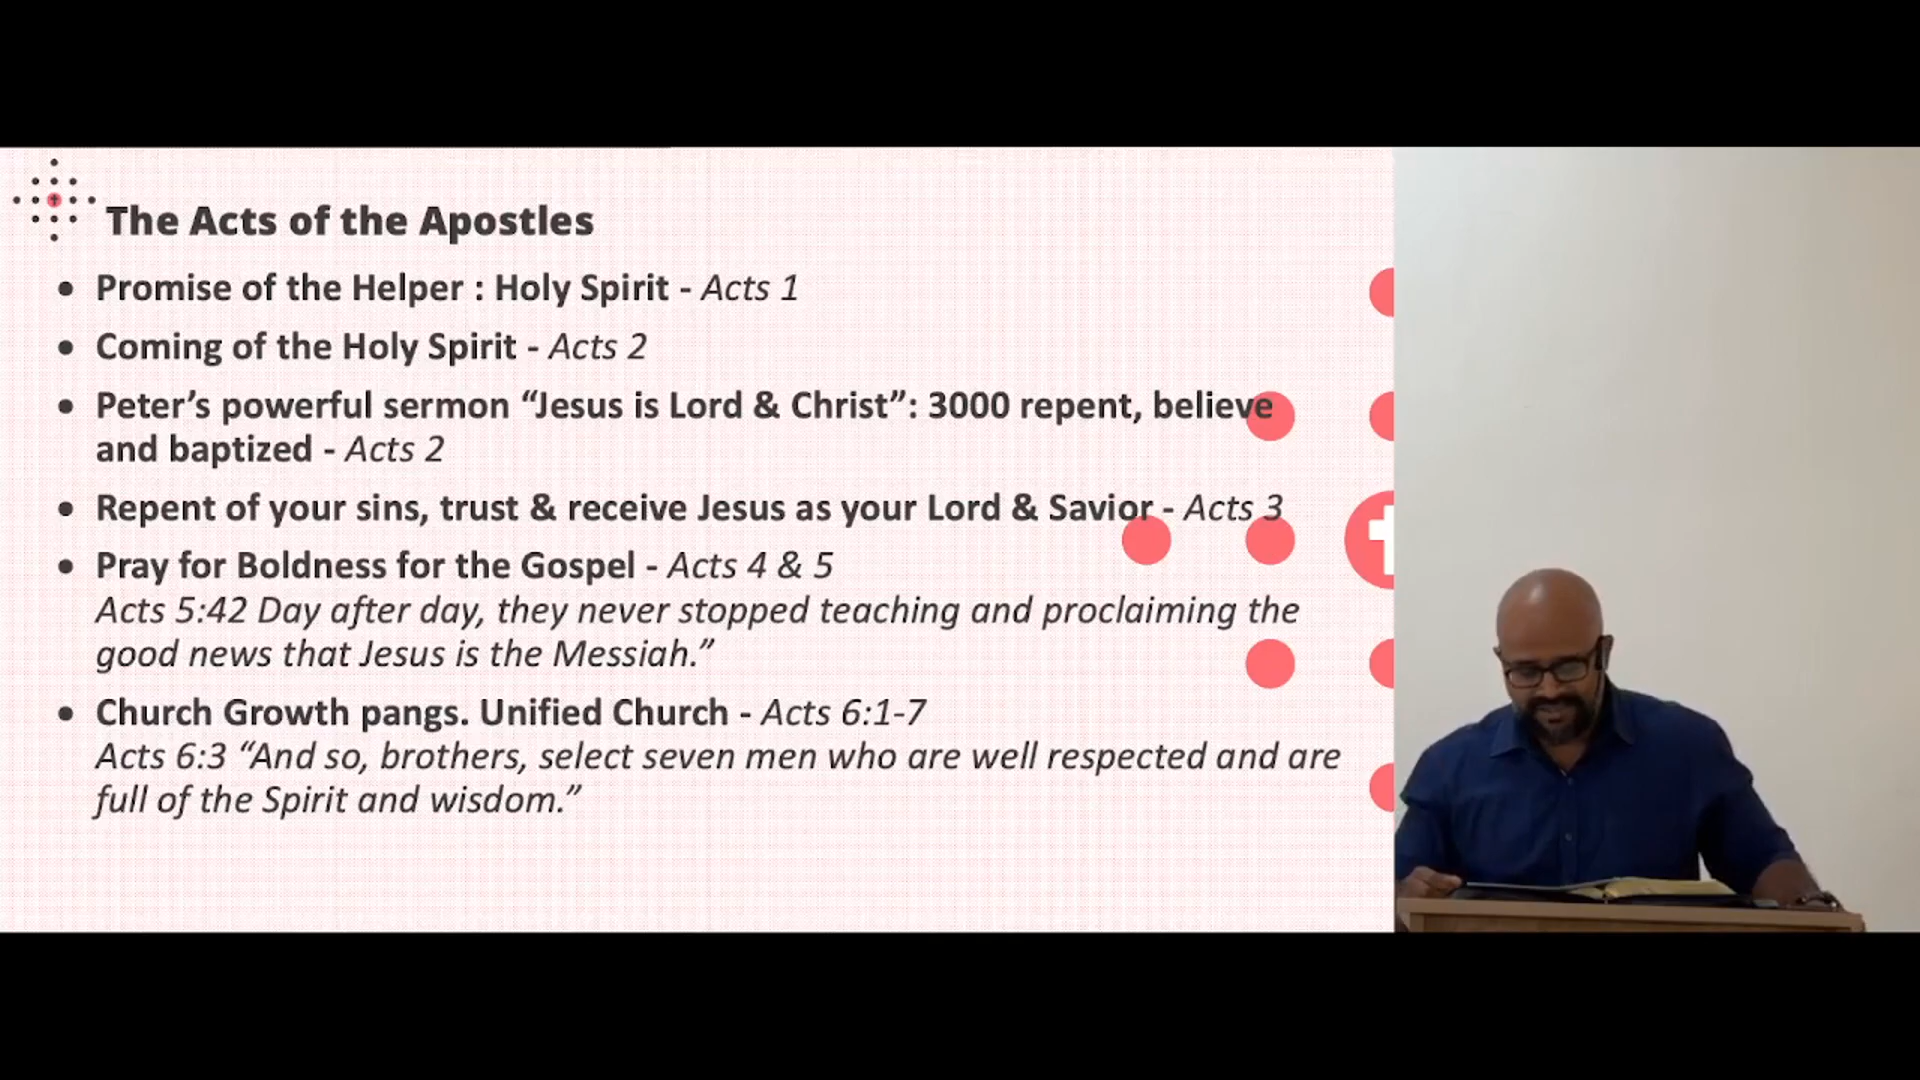 The Acts of the Apostles
• Promise of the Helper : Holy Spirit - Acts 1
• Coming of the Holy Spirit - Acts 2
• Peter’s powerful sermon “Jesus is Lord & Christ”: 3000 repent, believe
and baptized - Acts 2
• Repent of your sins, trust & receive Jesus as your Lord & Savior - Acts 3
• Pray for Boldness for the Gospel - Acts 4 & 5
Acts 5:42 Day after day, they never stopped teaching and proclaiming the
good news that Jesus is the Messiah.”
• Church Growth pangs. Unified Church - Acts 6:1-7
Acts 6:3 “And so, brothers, select seven men who are well respected and are
full of the Spirit and wisdom.”